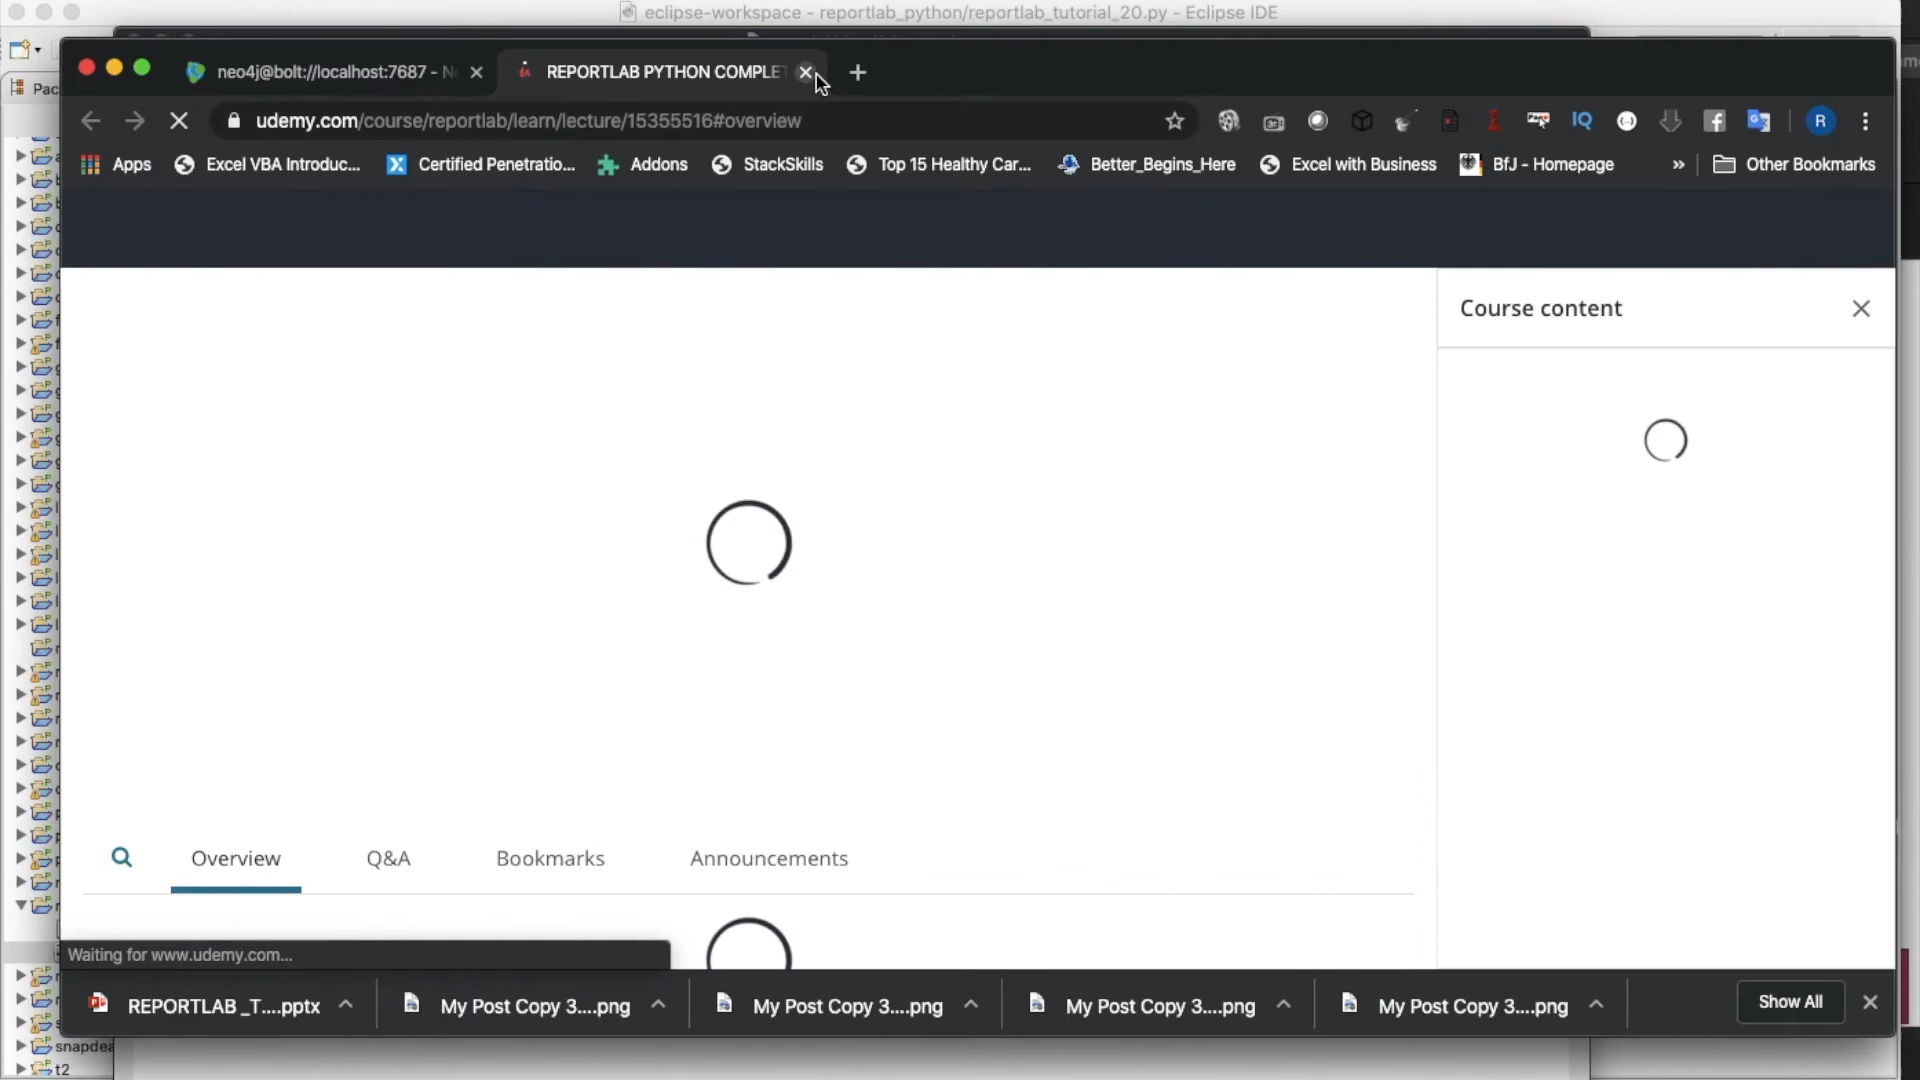 eclipse-workspace - reportlab_python/reportlab_tutorial_20.py - Eclipse IDE
neo4j@bolt://localhost:7687 - N
REPORTLAB PYTHON COMPLET
udemy.com/course/reportlab/learn/lecture/15355516#overview
R
Apps
Excel VBA Introduc...
Certified Penetratio...
Addons
StackSkills
Top 15 Healthy Car...
Better_Begins_Here
Excel with Business
BfJ - Homepage
»
Other Bookmarks
Pac
IQ
Course content
Overview
Q&A
Bookmarks
Announcements
Waiting for www.udemy.com...
REPORTLAB _T....pptx
My Post Copy 3....png
My Post Copy 3....png
My Post Copy 3....png
My Post Copy 3....png
Show All
snapdea
t2